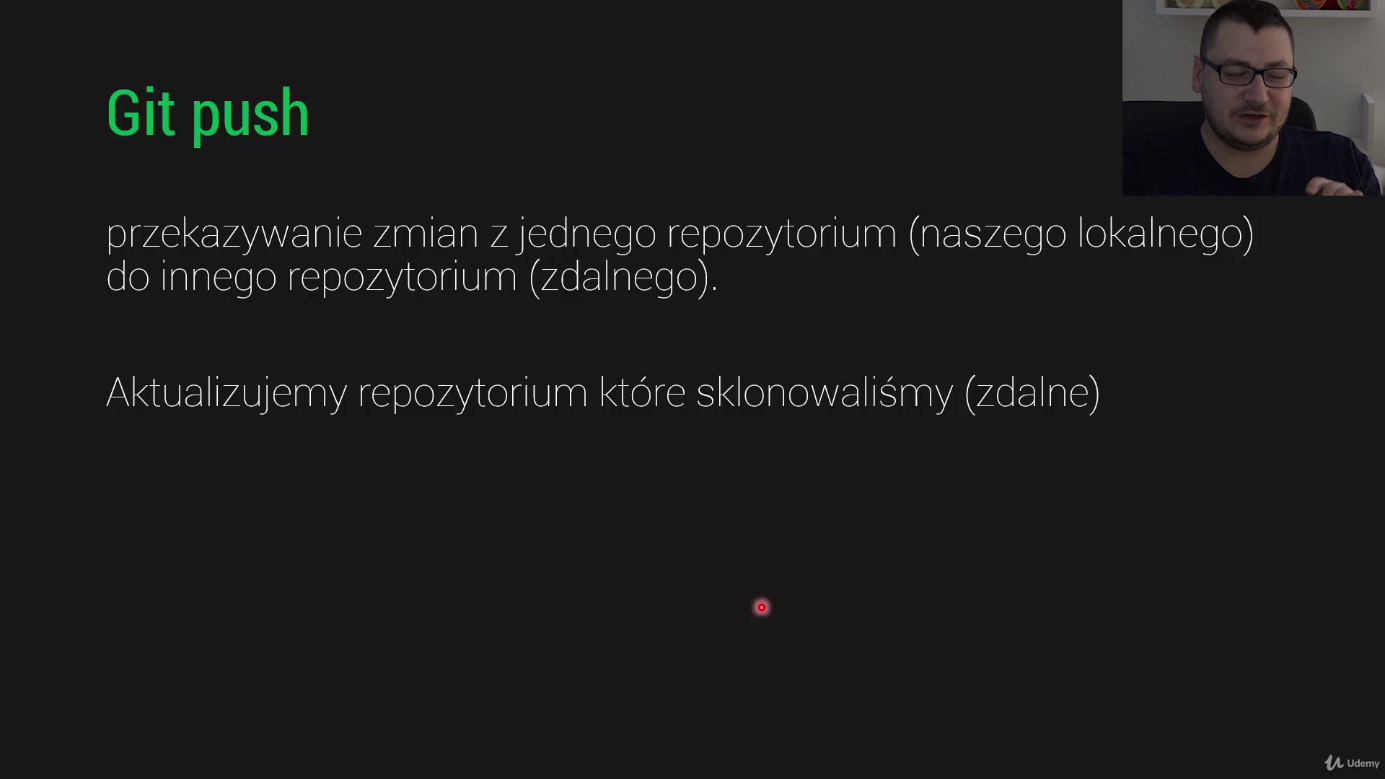 Git push
przekazywanie zmian z jednego repozytorium (naszego lokalnego)
do innego repozytorium (zdalnego).
Aktualizujemy repozytorium które sklonowaliśmy (zdalne)
Udemy